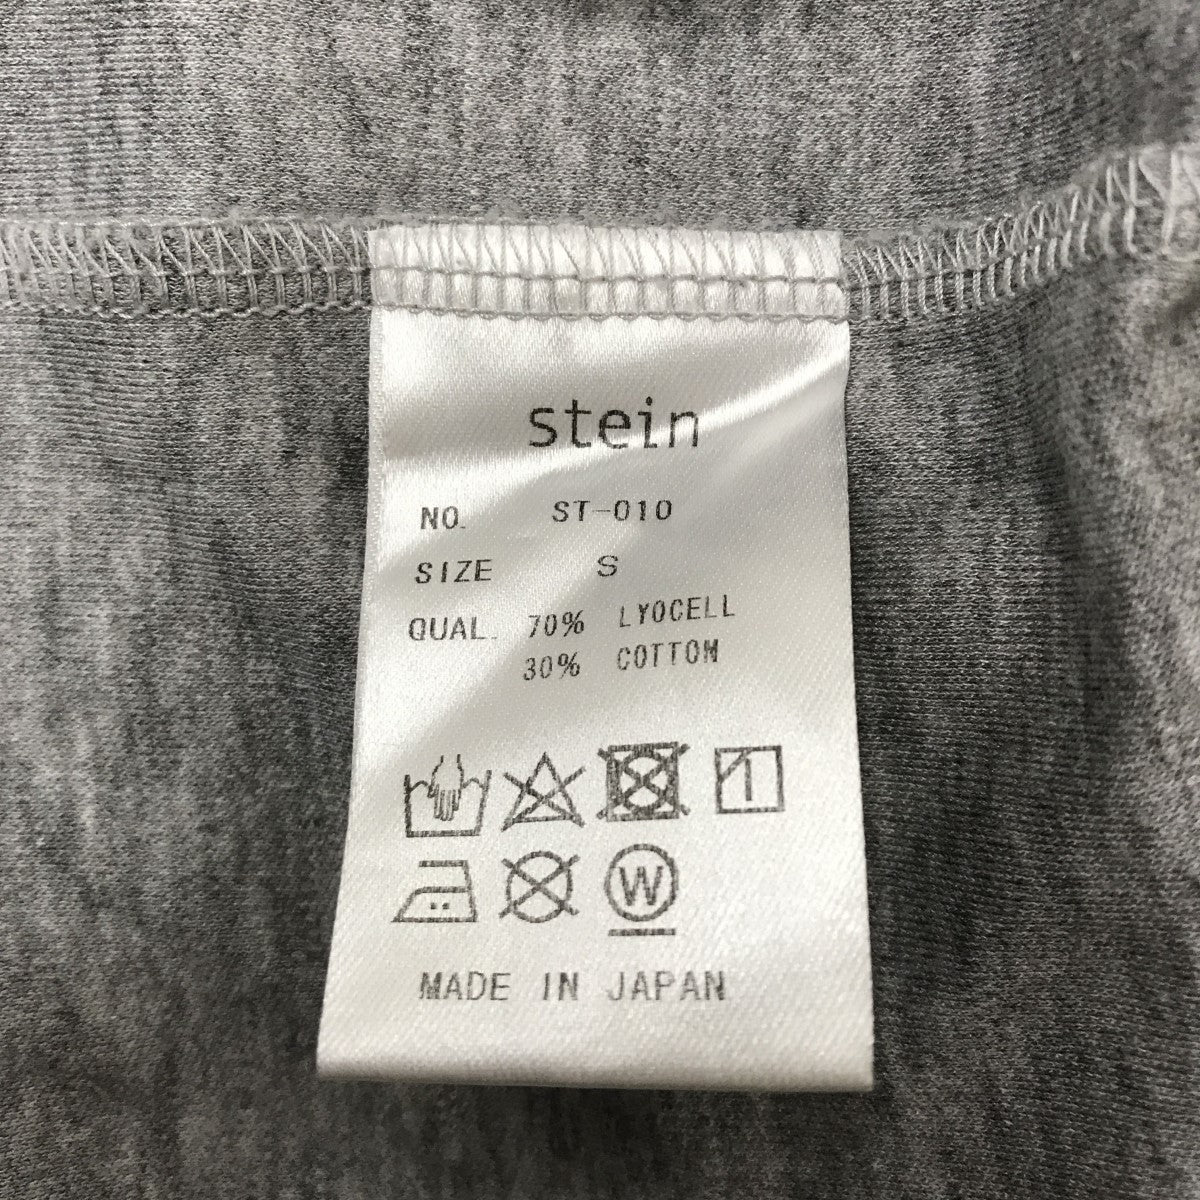 stein
NO. ST-010
SIZE S
QUAL. 70% LYOCELL
30% COTTON
W
MADE IN JAPAN